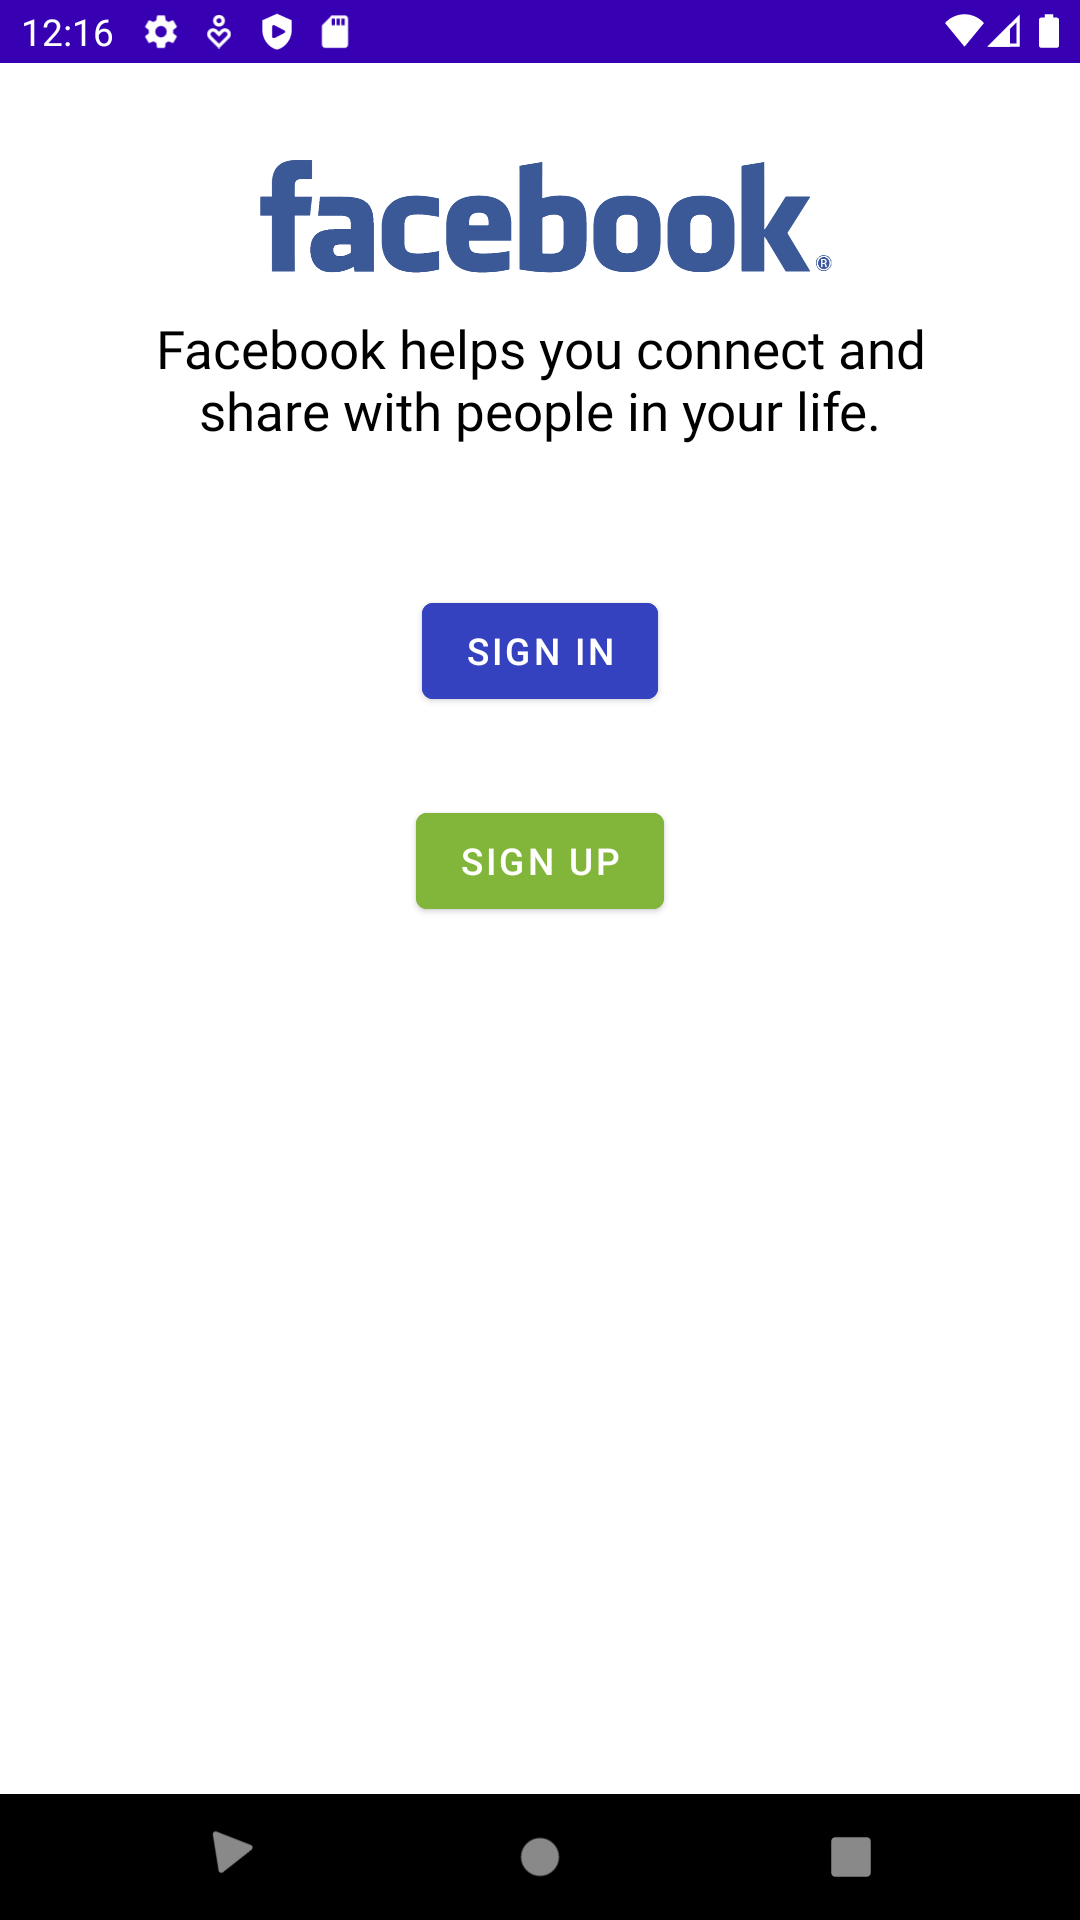 12:16
facebook®
Facebook helps you connect and
share with people in your life.
SIGN IN
SIGN UP